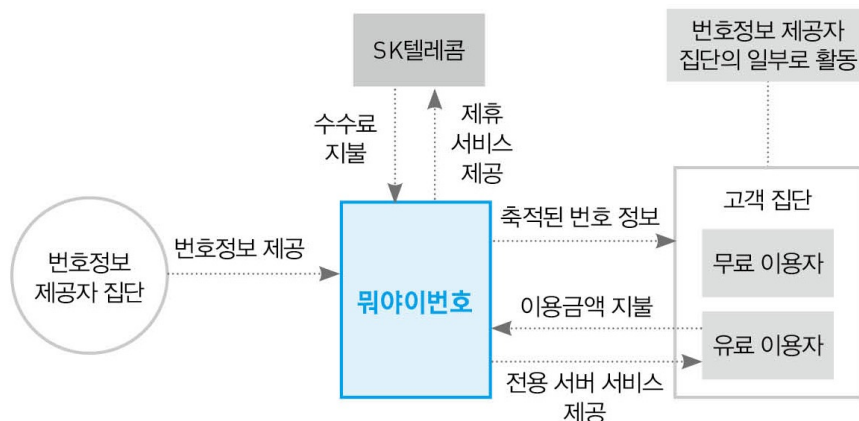 SK텔레콤
번호정보 제공자
집단의 일부로 활동
수수료
지불
제휴
서비스
제공
고객 집단
번호정보
제공자 집단
번호정보 제공
뭐야이번호
축적된 번호 정보
무료 이용자
이용금액 지불
유료 이용자
전용 서버 서비스
제공